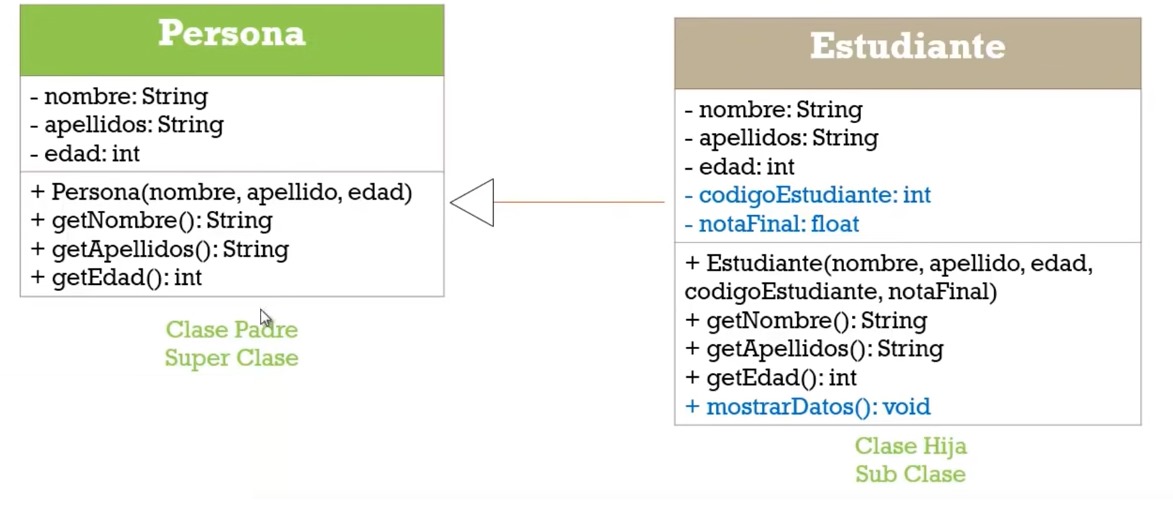 Persona
- nombre: String
- apellidos: String
- edad: int
+ Persona(nombre, apellido, edad)
+ getNombre(): String
+ getApellidos(): String
+ getEdad(): int
Clase Padre
Super Clase
Estudiante
- nombre: String
- apellidos: String
- edad: int
- codigoEstudiante: int
- notaFinal: float
+ Estudiante(nombre, apellido, edad,
codigoEstudiante, notaFinal)
+ getNombre(): String
+ getApellidos(): String
+ getEdad(): int
+ mostrarDatos(): void
Clase Hija
Sub Clase